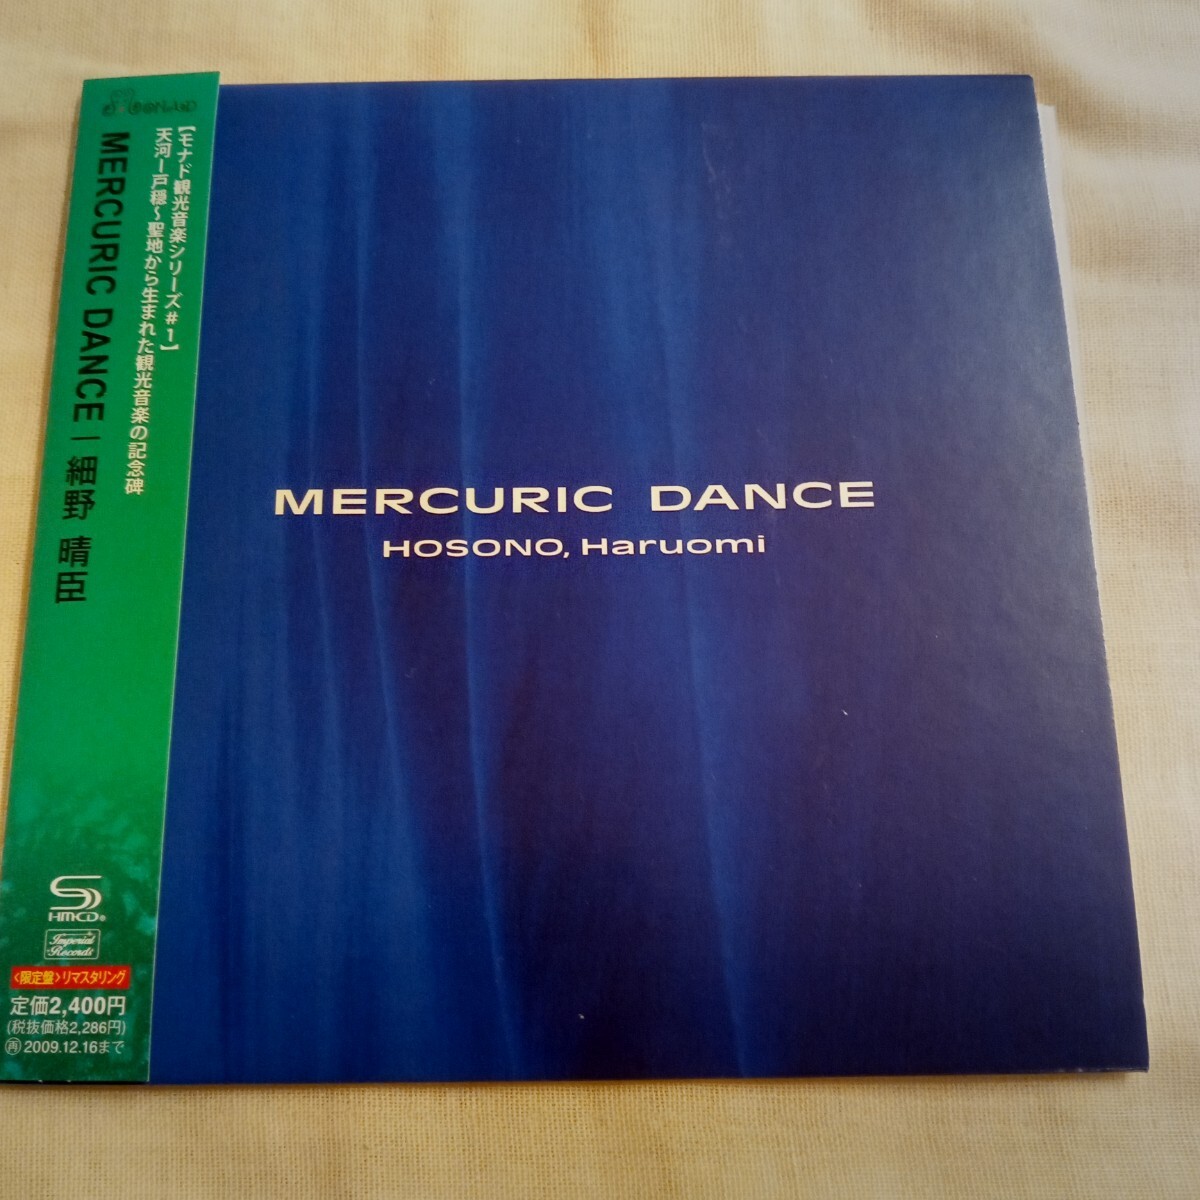 【モナド観光音楽シリーズ#1】
天河ー戸隠〜聖地から生まれた観光音楽の記念碑
MERCURIC DANCE | 細野 晴臣
HMCD®
Imperial
Records
〈限定盤〉リマスタリング
定価2,400円
(税抜価格2,286円)
再 2009.12.16まで
MERCURIC DANCE
HOSONO, Haruomi